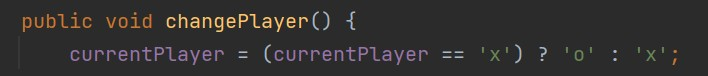 public void changePlayer() {
currentPlayer = (currentPlayer == 'x') ? 'o' : 'x';